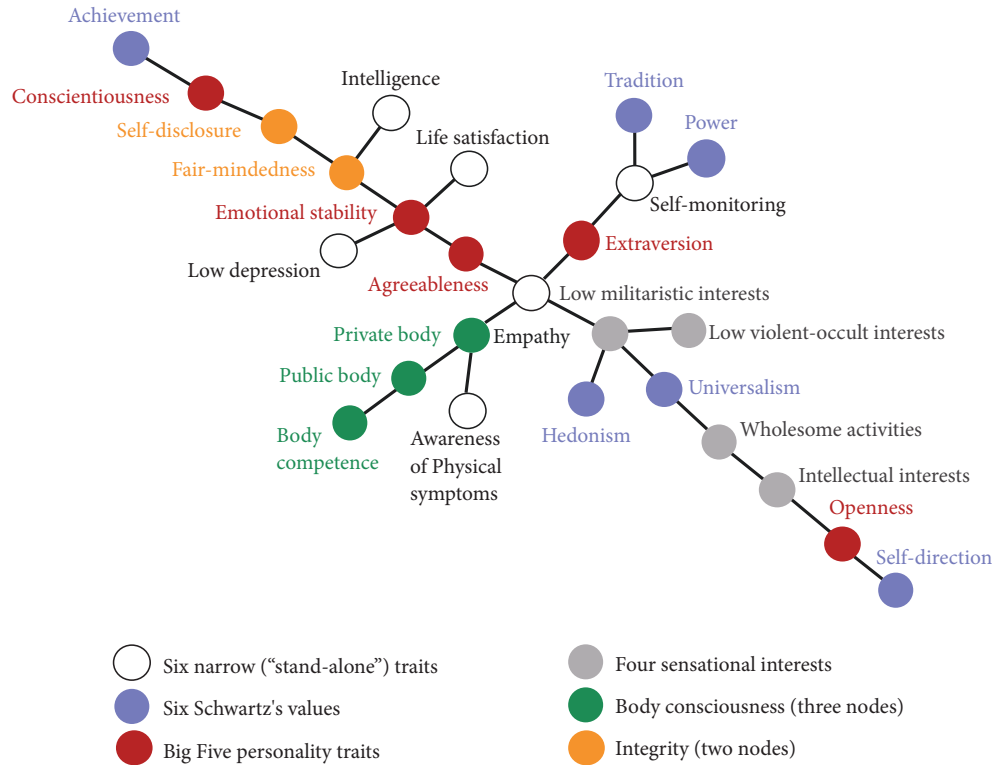 Achievement
Conscientiousness
Self-disclosure
Fair-mindedness
Intelligence
Life satisfaction
Emotional stability
Low depression
Agreeableness
Tradition
Power
Self-monitoring
Extraversion
Low militaristic interests
Low violent-occult interests
Private body
Empathy
Public body
Body
competence
Awareness
of Physical
symptoms
Hedonism
Universalism
Wholesome activities
Intellectual interests
Openness
Self-direction
Six narrow (“stand-alone”) traits
Six Schwartz's values
Big Five personality traits
Four sensational interests
Body consciousness (three nodes)
Integrity (two nodes)